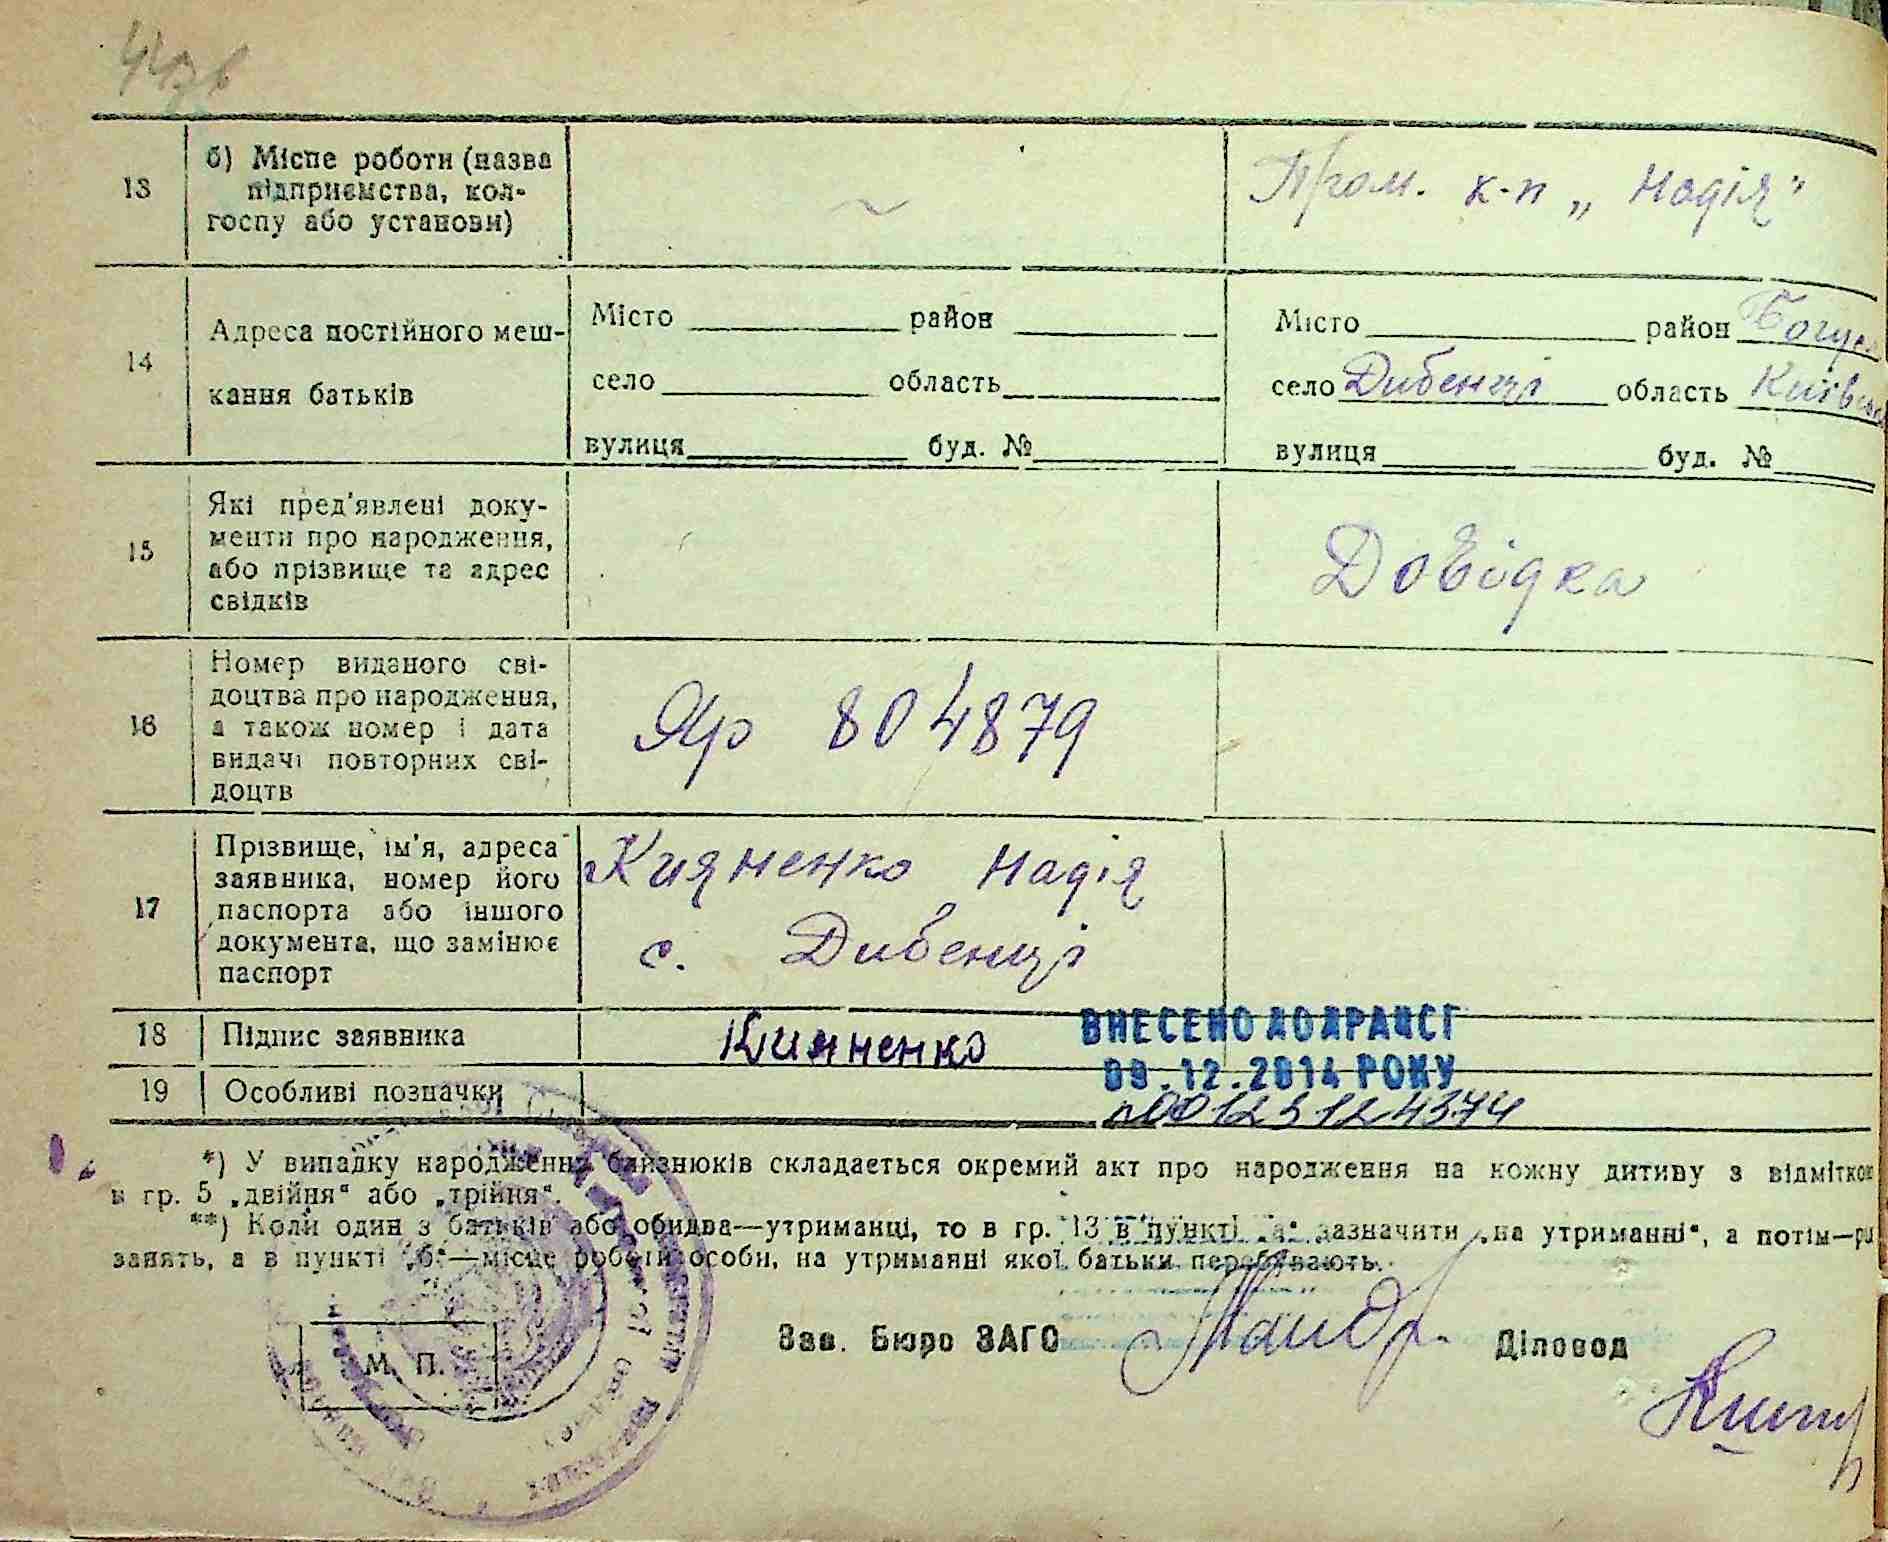 13 б) Місце роботи (назва підприємства, колгоспу або установи) Пром. к-п „Надія"
14 Адреса постійного мешкання батьків
Місто район Місто район Богусл
село область село Дибенці область Київськ
вулиця буд. № вулиця буд. №
15 Які пред'явлені документи про народження, або прізвище та адрес свідків Довідка
16 Номер виданого свідоцтва про народження, а також номер і дата видачі повторних свідоцтв Яр 804879
17 Прізвище, ім'я, адреса заявника, номер його паспорта або іншого документа, що замінює паспорт
Кияненко Надія
с. Дибенці
18 Підпис заявника Кияненко
ВНЕСЕНО ДО ДРАЦСГ
09.12.2014 РОКУ
19 Особливі позначки
*) У випадку народження близнюків складається окремий акт про народження на кожну дитину з відміткою
в гр. 5 „двійня" або „трійня".
**) Коли один з батьків або обидва—утриманці, то в гр. 13 в пункті „а" зазначити „на утриманні", а потім—рі
занять, а в пункті „б"—місце роботи особи, на утриманні якої батьки перебувають.
Зав. Бюро ЗАГС Діловод
М. П.